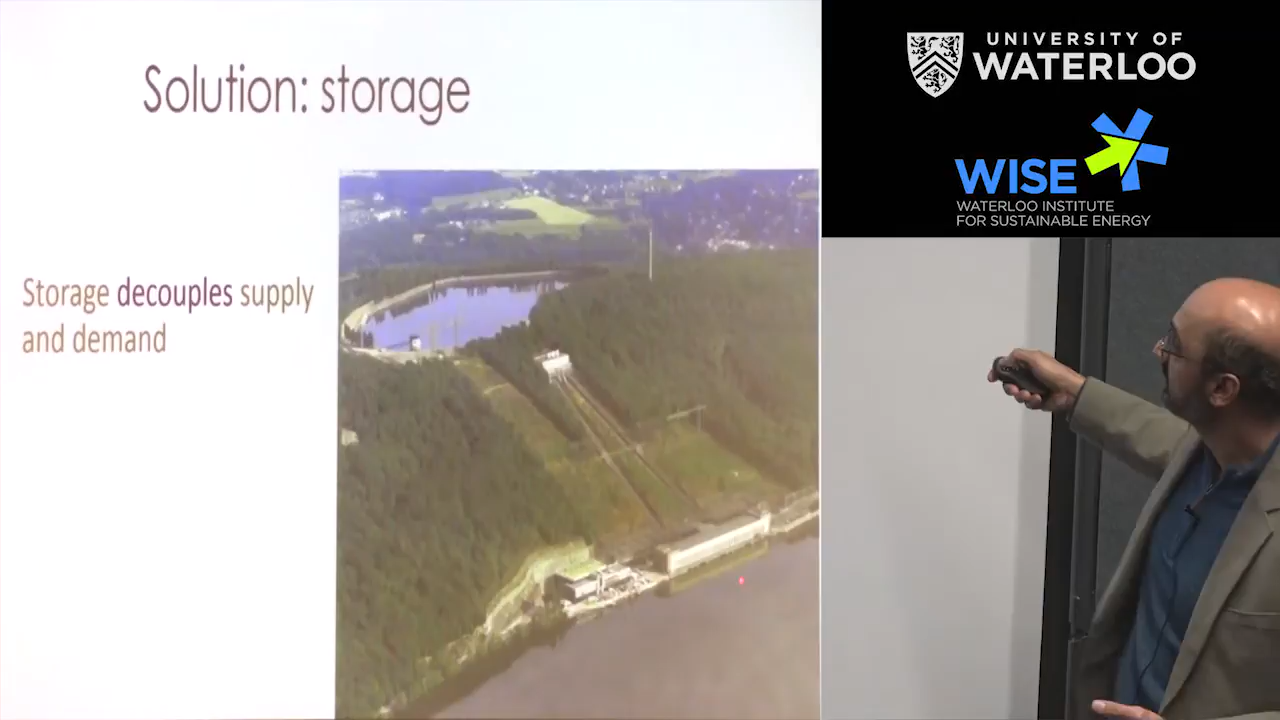 Solution: storage
Storage decouples supply
and demand
UNIVERSITY OF
WATERLOO
WISE
WATERLOO INSTITUTE
FOR SUSTAINABLE ENERGY